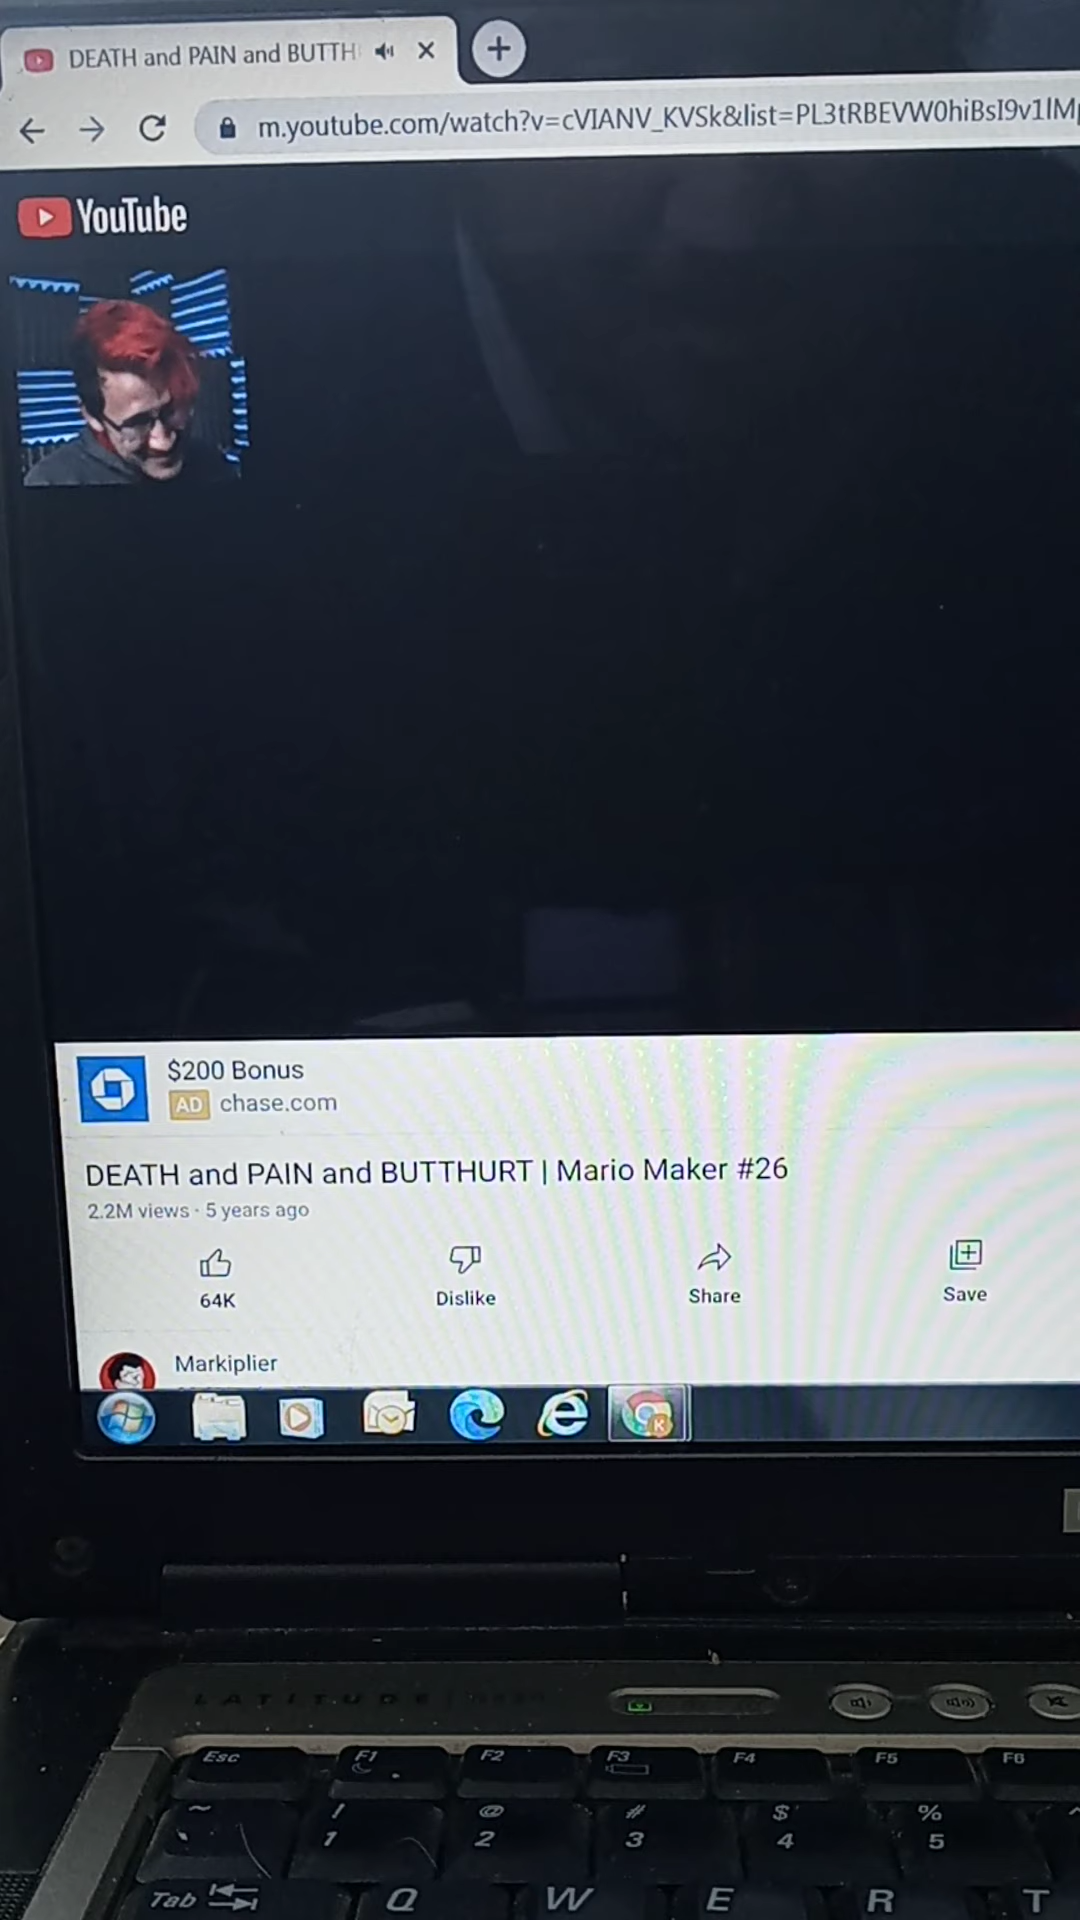 DEATH and PAIN and BUTTH
m.youtube.com/watch?v=cVIANV_KVSk&list=PL3tRBEVW0hiBsI9v1lM
YouTube
$200 Bonus
AD chase.com
DEATH and PAIN and BUTTHURT | Mario Maker #26
2.2M views · 5 years ago
64K
Dislike
Share
Save
Markiplier
K
LATITUDE
Esc F1 F2 F3 F4 F5 F6
~ ! @ # $ %
` 1 2 3 4 5
Tab Q W E R T